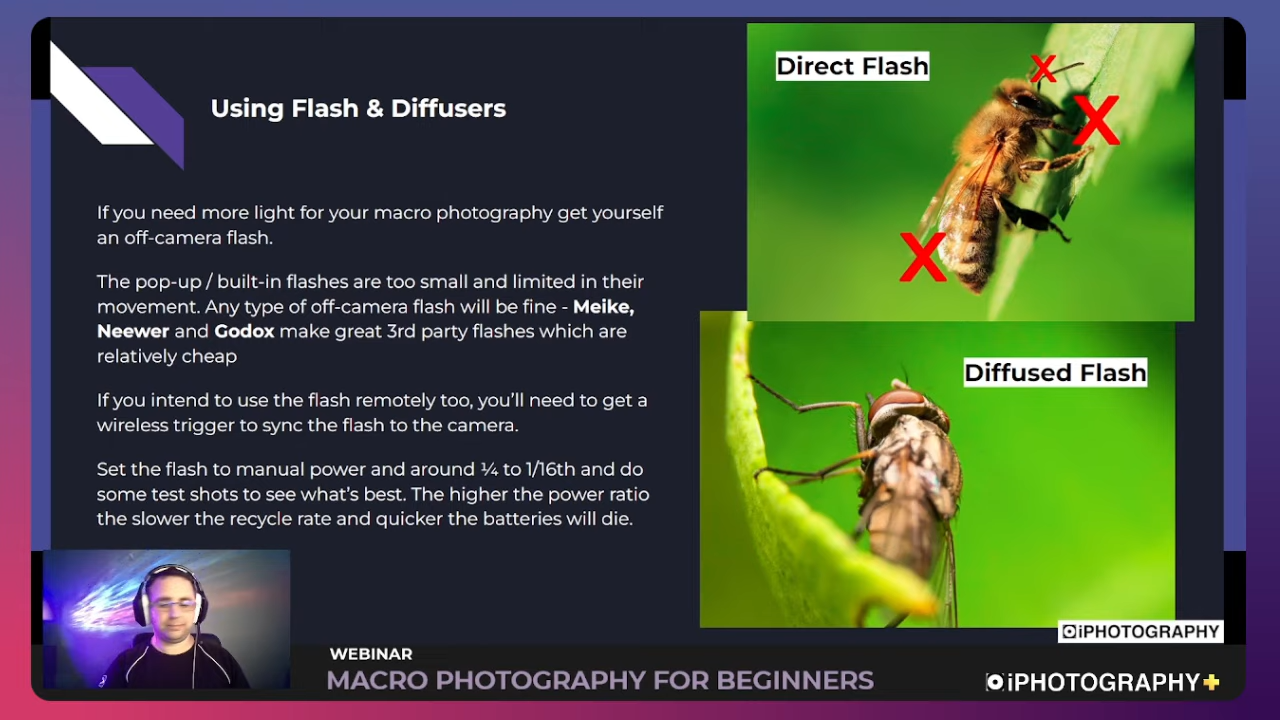 Using Flash & Diffusers
If you need more light for your macro photography get yourself
an off-camera flash.
The pop-up / built-in flashes are too small and limited in their
movement. Any type of off-camera flash will be fine - Meike,
Neewer and Godox make great 3rd party flashes which are
relatively cheap
If you intend to use the flash remotely too, you’ll need to get a
wireless trigger to sync the flash to the camera.
Set the flash to manual power and around ¼ to 1/16th and do
some test shots to see what’s best. The higher the power ratio
the slower the recycle rate and quicker the batteries will die.
Direct Flash
X
X
X
Diffused Flash
iPHOTOGRAPHY
WEBINAR
MACRO PHOTOGRAPHY FOR BEGINNERS
iPHOTOGRAPHY+